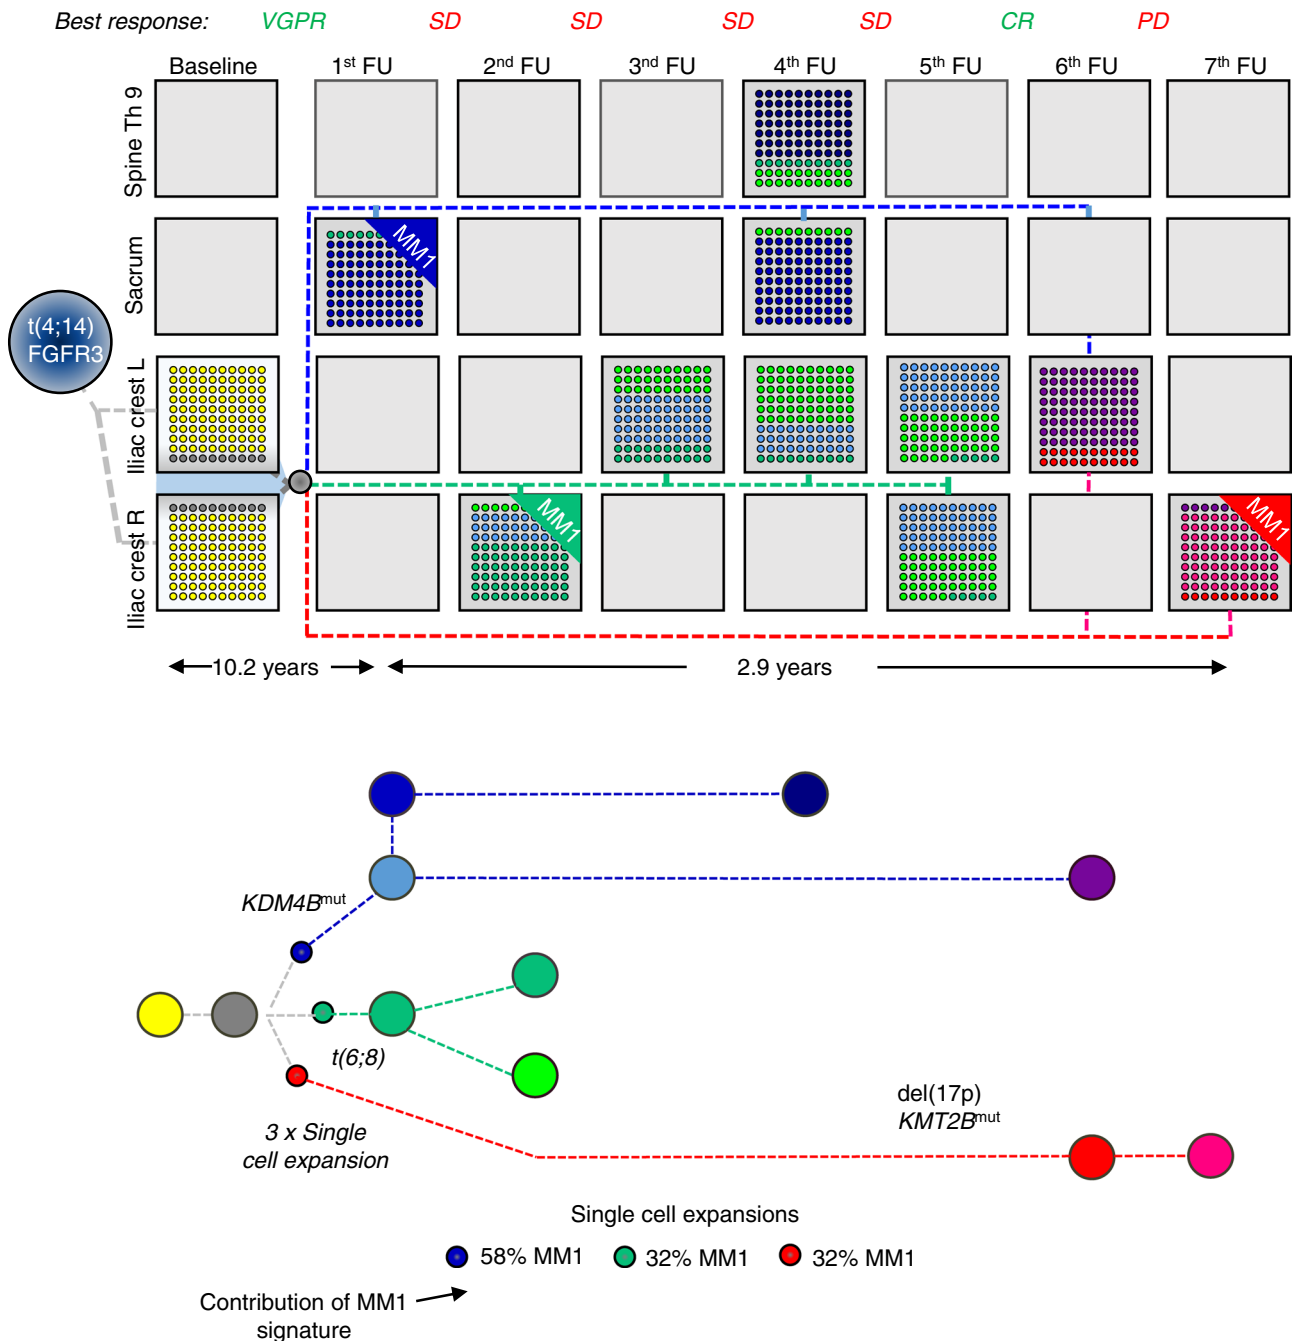 Best response: VGPR SD SD SD SD CR PD
Baseline 1st FU 2nd FU 3nd FU 4th FU 5th FU 6th FU 7th FU
Spine Th 9
Sacrum
MM1
t(4;14)
FGFR3
Iliac crest L
Iliac crest R
MM1
MM1
10.2 years 2.9 years
KDM4Bmut
t(6;8)
3 x Single
cell expansion
del(17p)
KMT2Bmut
Single cell expansions
58% MM1 32% MM1 32% MM1
Contribution of MM1
signature